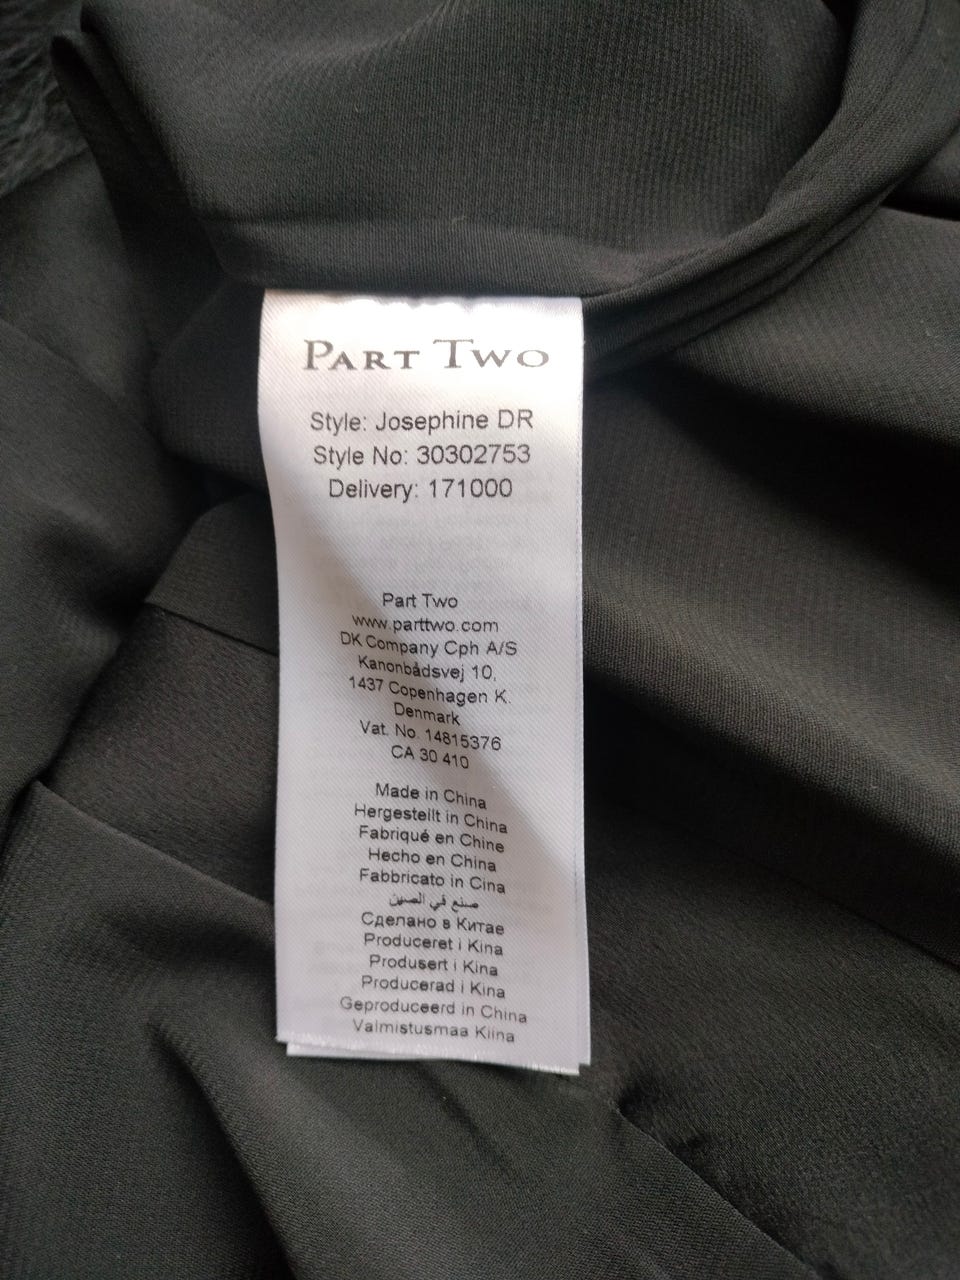 PART TWO
Style: Josephine DR
Style No: 30302753
Delivery: 171000
Part Two
www.parttwo.com
DK Company Cph A/S
Kanonbådsvej 10,
1437 Copenhagen K.
Denmark
Vat. No. 14815376
CA 30 410
Made in China
Hergestellt in China
Fabriqué en Chine
Hecho en China
Fabbricato in Cina
صنع في الصين
Сделано в Китае
Produceret i Kina
Produsert i Kina
Producerad i Kina
Geproduceerd in China
Valmistusmaa Kiina